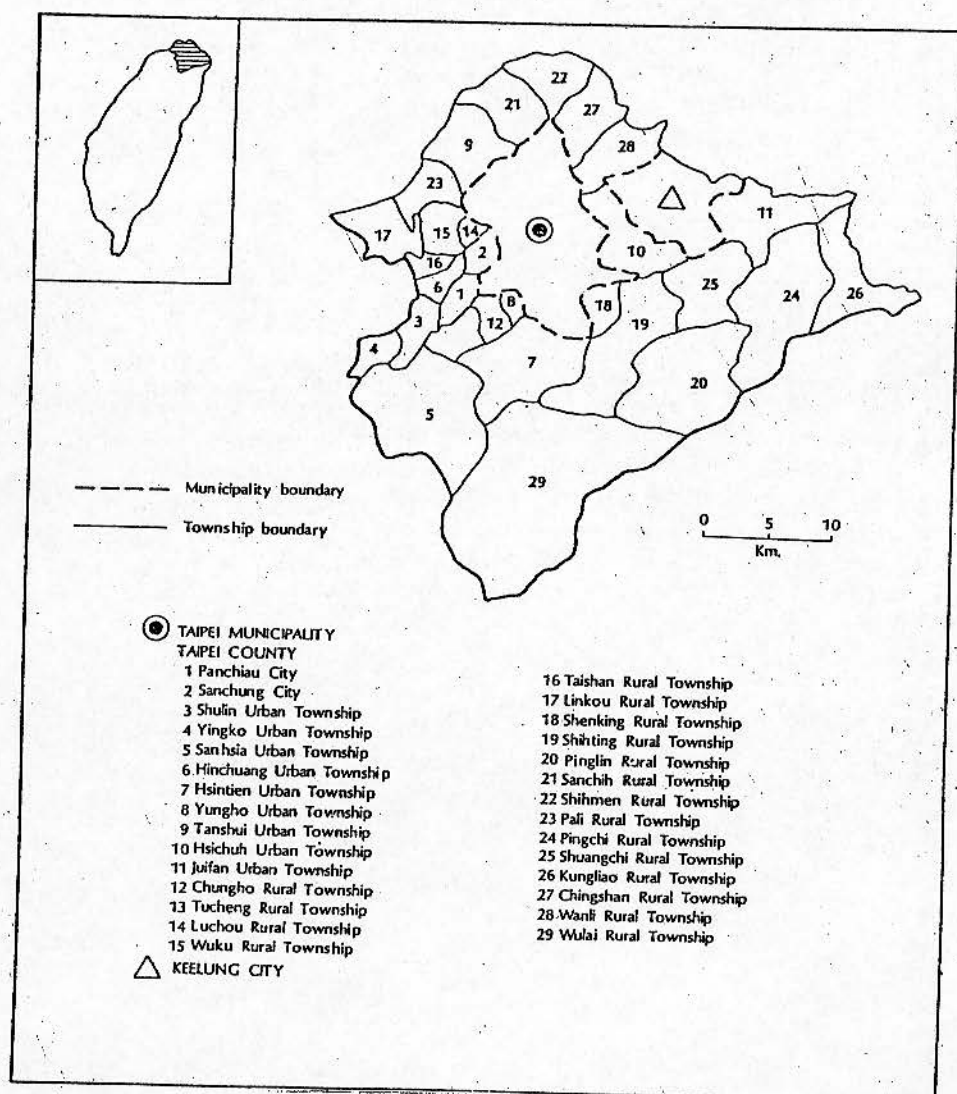 22
21
27
9
28
23
11
17
15
14
2
10
16
6
1
8
18
25
24
26
3
12
19
4
7
20
5
29
Municipality boundary
Township boundary
0 5 10
Km.
TAIPEI MUNICIPALITY
TAIPEI COUNTY
1 Panchiau City
2 Sanchung City
3 Shulin Urban Township
4 Yingko Urban Township
5 Sanhsia Urban Township
6 Hinchuang Urban Township
7 Hsintien Urban Township
8 Yungho Urban Township
9 Tanshui Urban Township
10 Hsichuh Urban Township
11 Juifan Urban Township
12 Chungho Rural Township
13 Tucheng Rural Township
14 Luchou Rural Township
15 Wuku Rural Township
KEELUNG CITY
16 Taishan Rural Township
17 Linkou Rural Township
18 Shenking Rural Township
19 Shihting Rural Township
20 Pinglin Rural Township
21 Sanchih Rural Township
22 Shihmen Rural Township
23 Pali Rural Township
24 Pingchi Rural Township
25 Shuangchi Rural Township
26 Kungliao Rural Township
27 Chingshan Rural Township
28 Wanli Rural Township
29 Wulai Rural Township